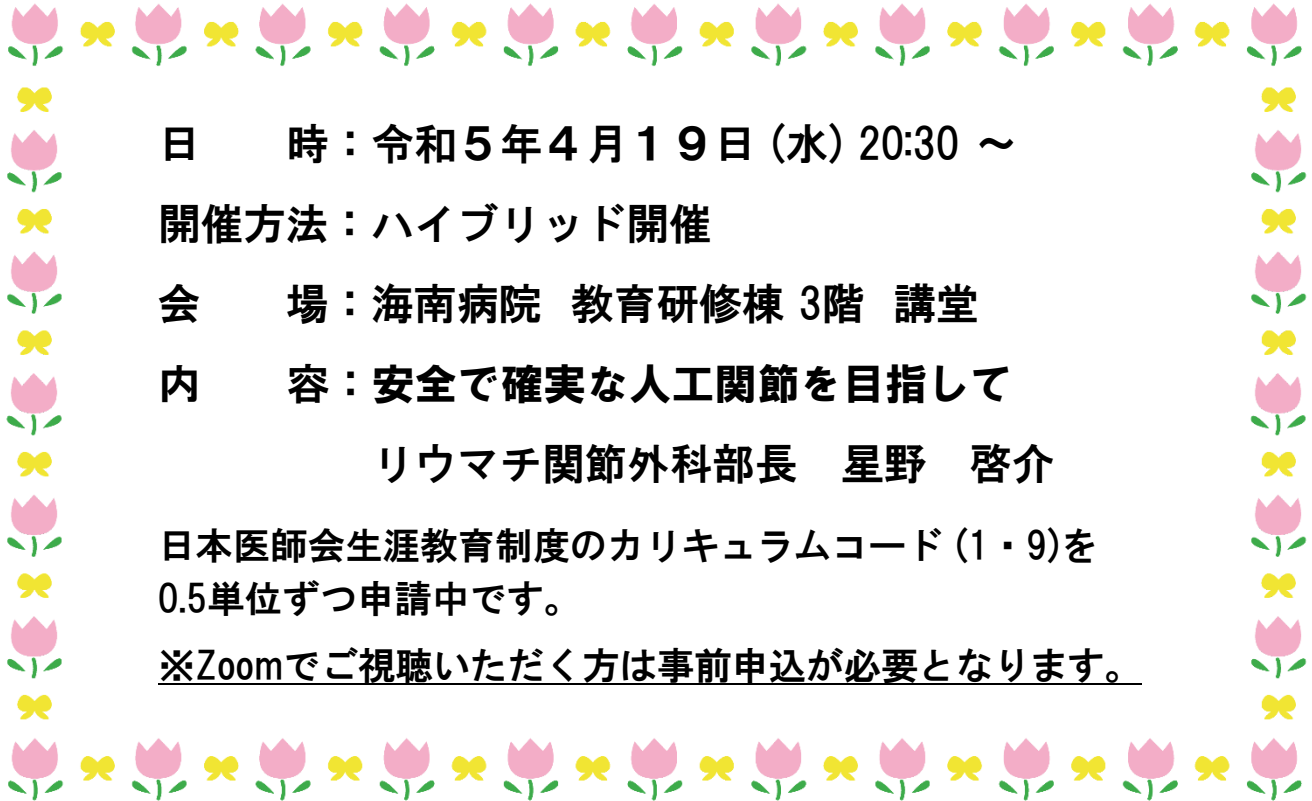 日　　時：令和５年４月１９日(水) 20:30 ～
開催方法：ハイブリッド開催
会　　場：海南病院　教育研修棟 3階　講堂
内　　容：安全で確実な人工関節を目指して
リウマチ関節外科部長　星野　啓介
日本医師会生涯教育制度のカリキュラムコード(1・9)を
0.5単位ずつ申請中です。
※Zoomでご視聴いただく方は事前申込が必要となります。